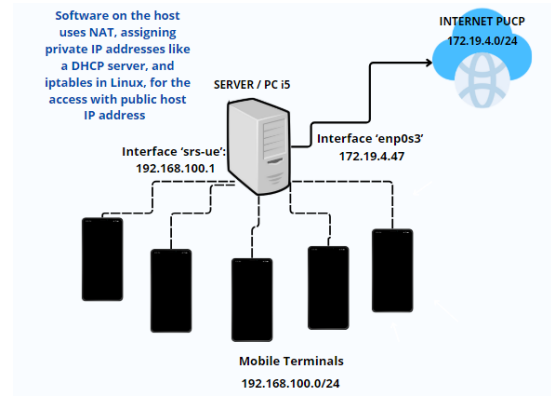 Software on the host
uses NAT, assigning
private IP addresses like
a DHCP server, and
iptables in Linux, for the
access with public host
IP address
INTERNET PUCP
172.19.4.0/24
SERVER / PC i5
Interface 'enp0s3'
172.19.4.47
Interface 'srs-ue':
192.168.100.1
Mobile Terminals
192.168.100.0/24